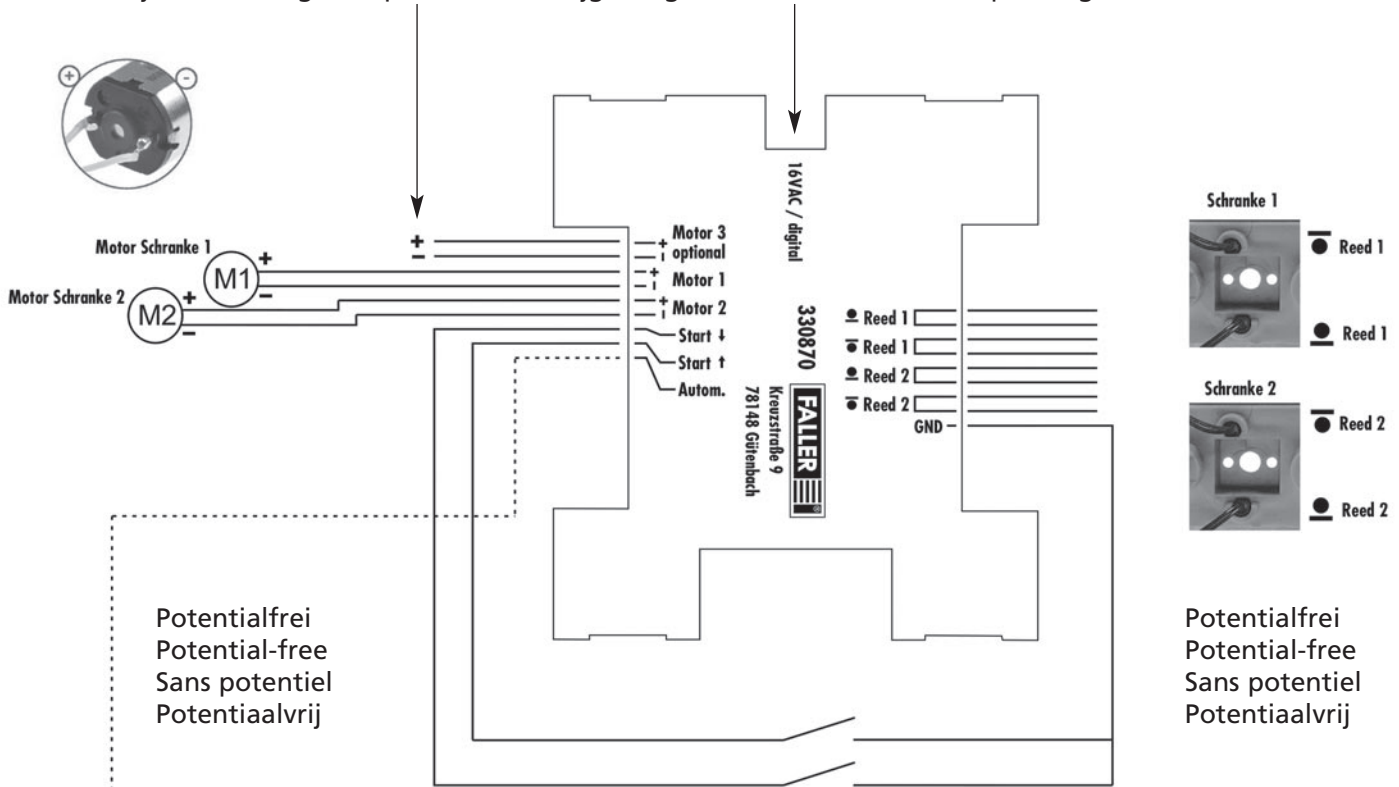 +
-
Motor Schranke 1
M1
+
−
Motor Schranke 2
M2
+
−
+
−
16VAC / digital
Motor 3
optional
+
−
Motor 1
+
−
Motor 2
+
−
Start ↓
Start ↑
Autom.
330870
FALLER
®
Kreuzstraße 9
78148 Gütenbach
Reed 1
Reed 1
Reed 2
Reed 2
GND
Schranke 1
Reed 1
Reed 1
Schranke 2
Reed 2
Reed 2
Potentialfrei
Potential-free
Sans potentiel
Potentiaalvrij
Potentialfrei
Potential-free
Sans potentiel
Potentiaalvrij